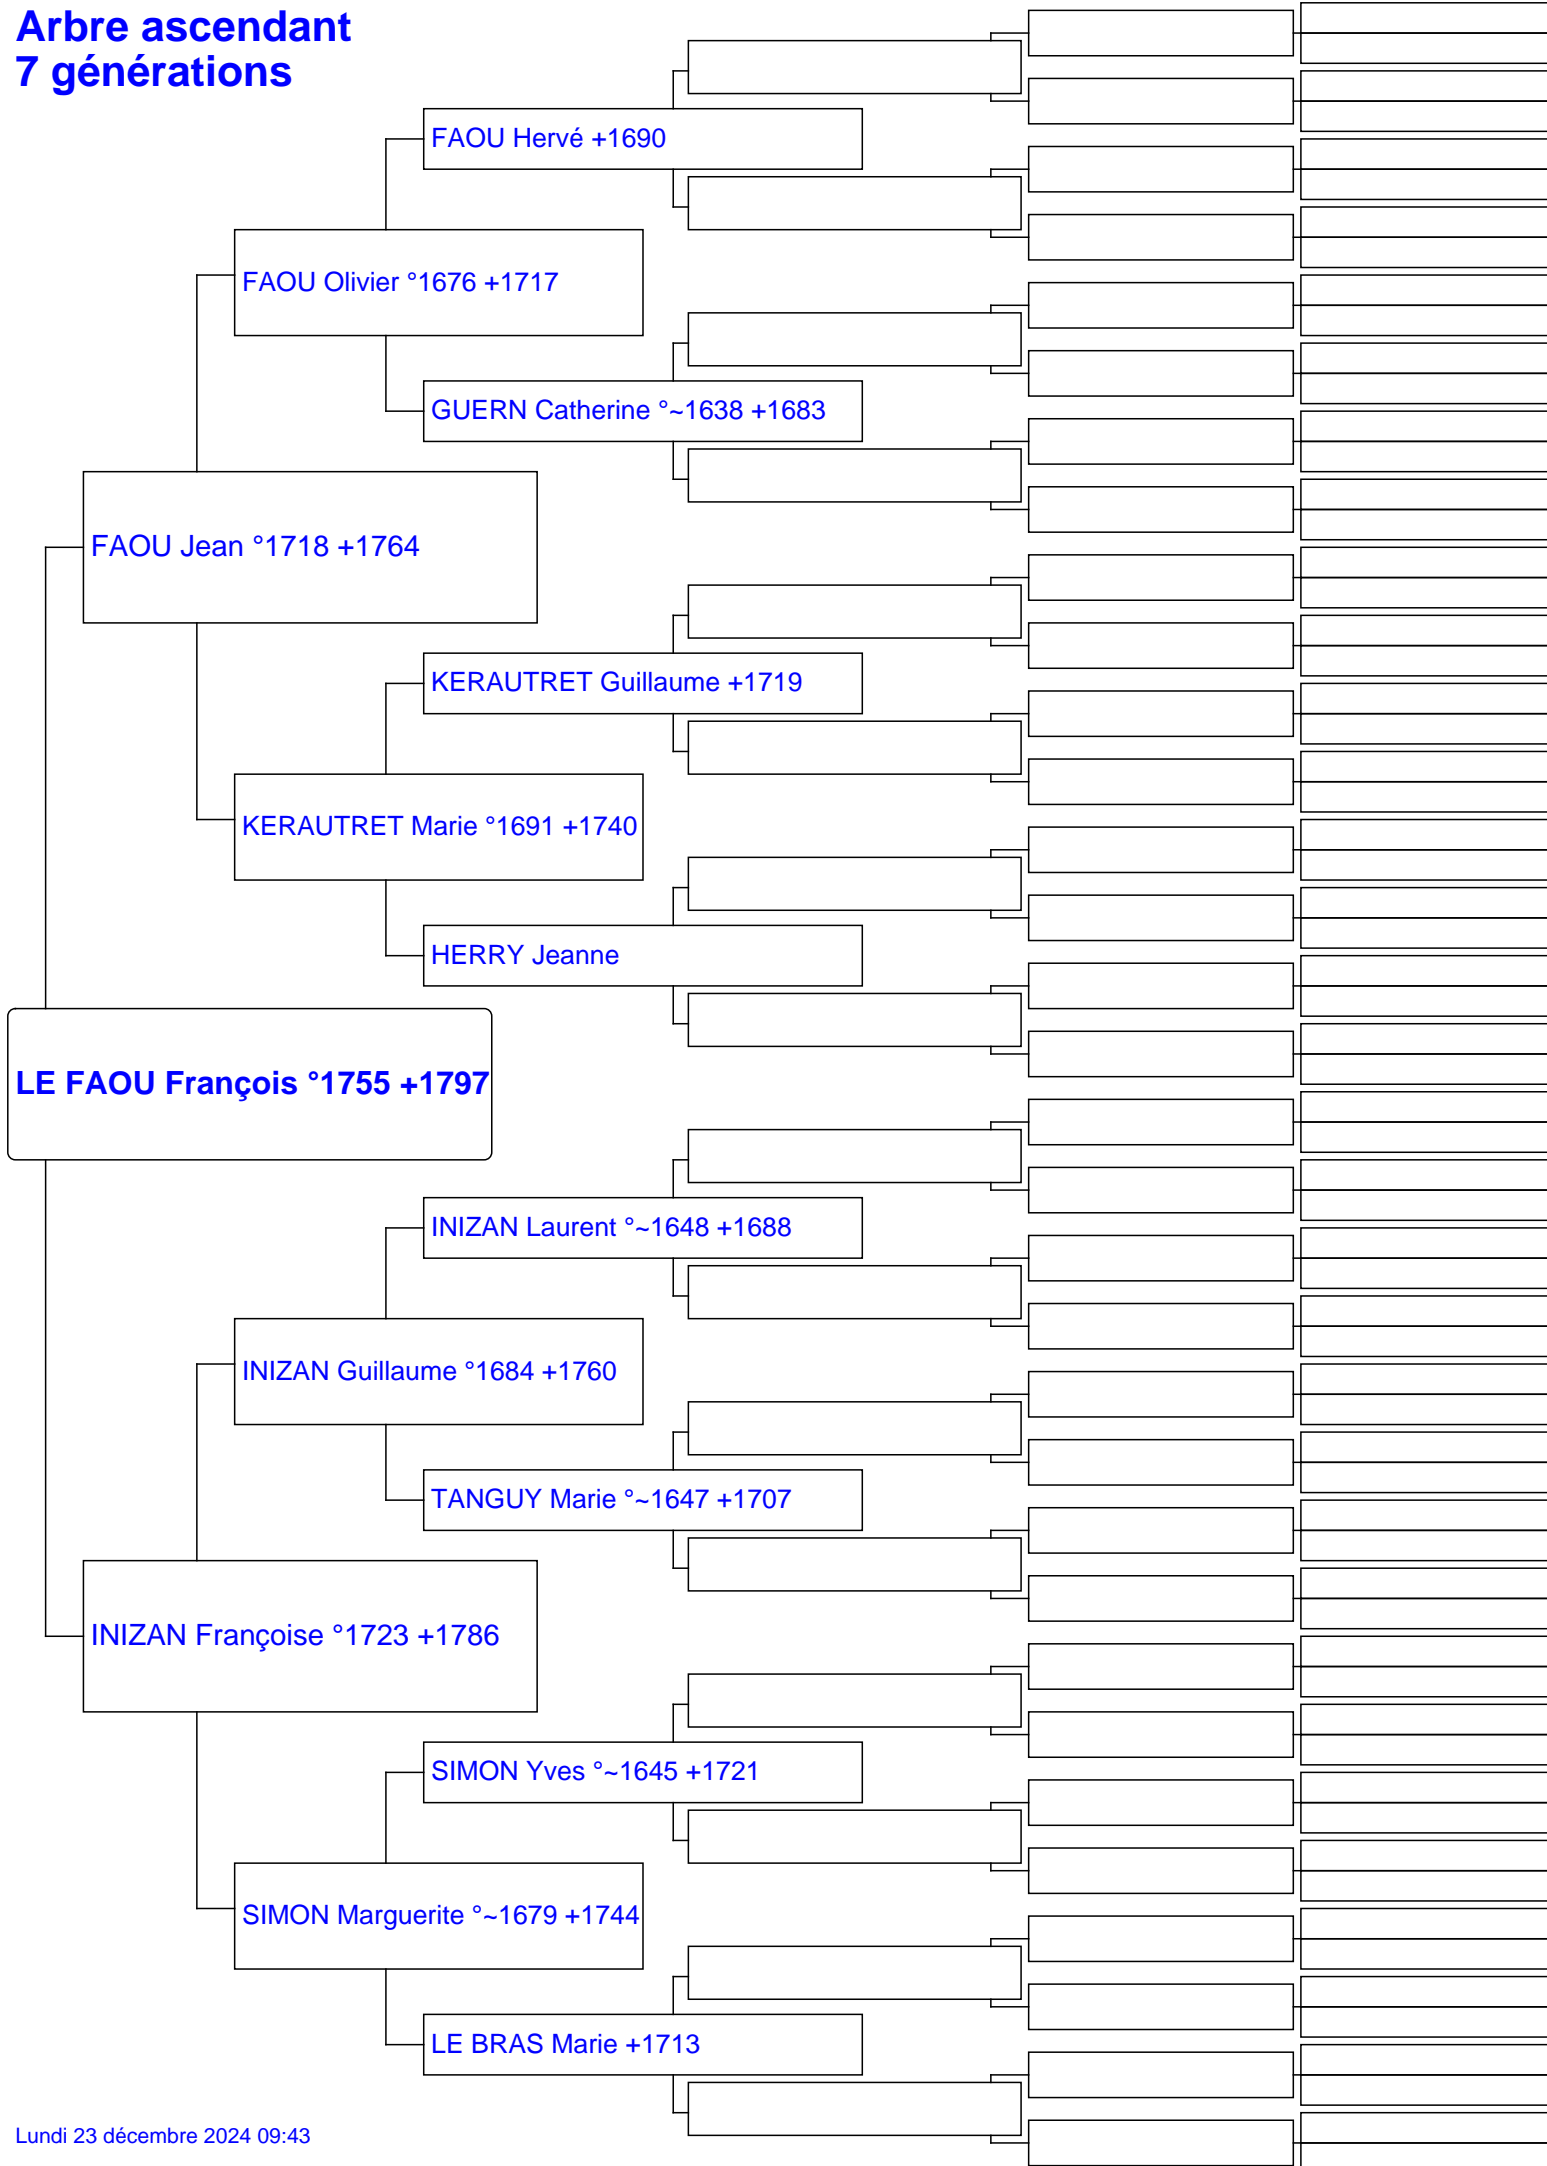 Arbre ascendant
7 générations
FAOU Hervé +1690
FAOU Olivier °1676 +1717
GUERN Catherine °~1638 +1683
FAOU Jean °1718 +1764
KERAUTRET Guillaume +1719
KERAUTRET Marie °1691 +1740
HERRY Jeanne
LE FAOU François °1755 +1797
INIZAN Laurent °~1648 +1688
INIZAN Guillaume °1684 +1760
TANGUY Marie °~1647 +1707
INIZAN Françoise °1723 +1786
SIMON Yves °~1645 +1721
SIMON Marguerite °~1679 +1744
LE BRAS Marie +1713
Lundi 23 décembre 2024 09:43